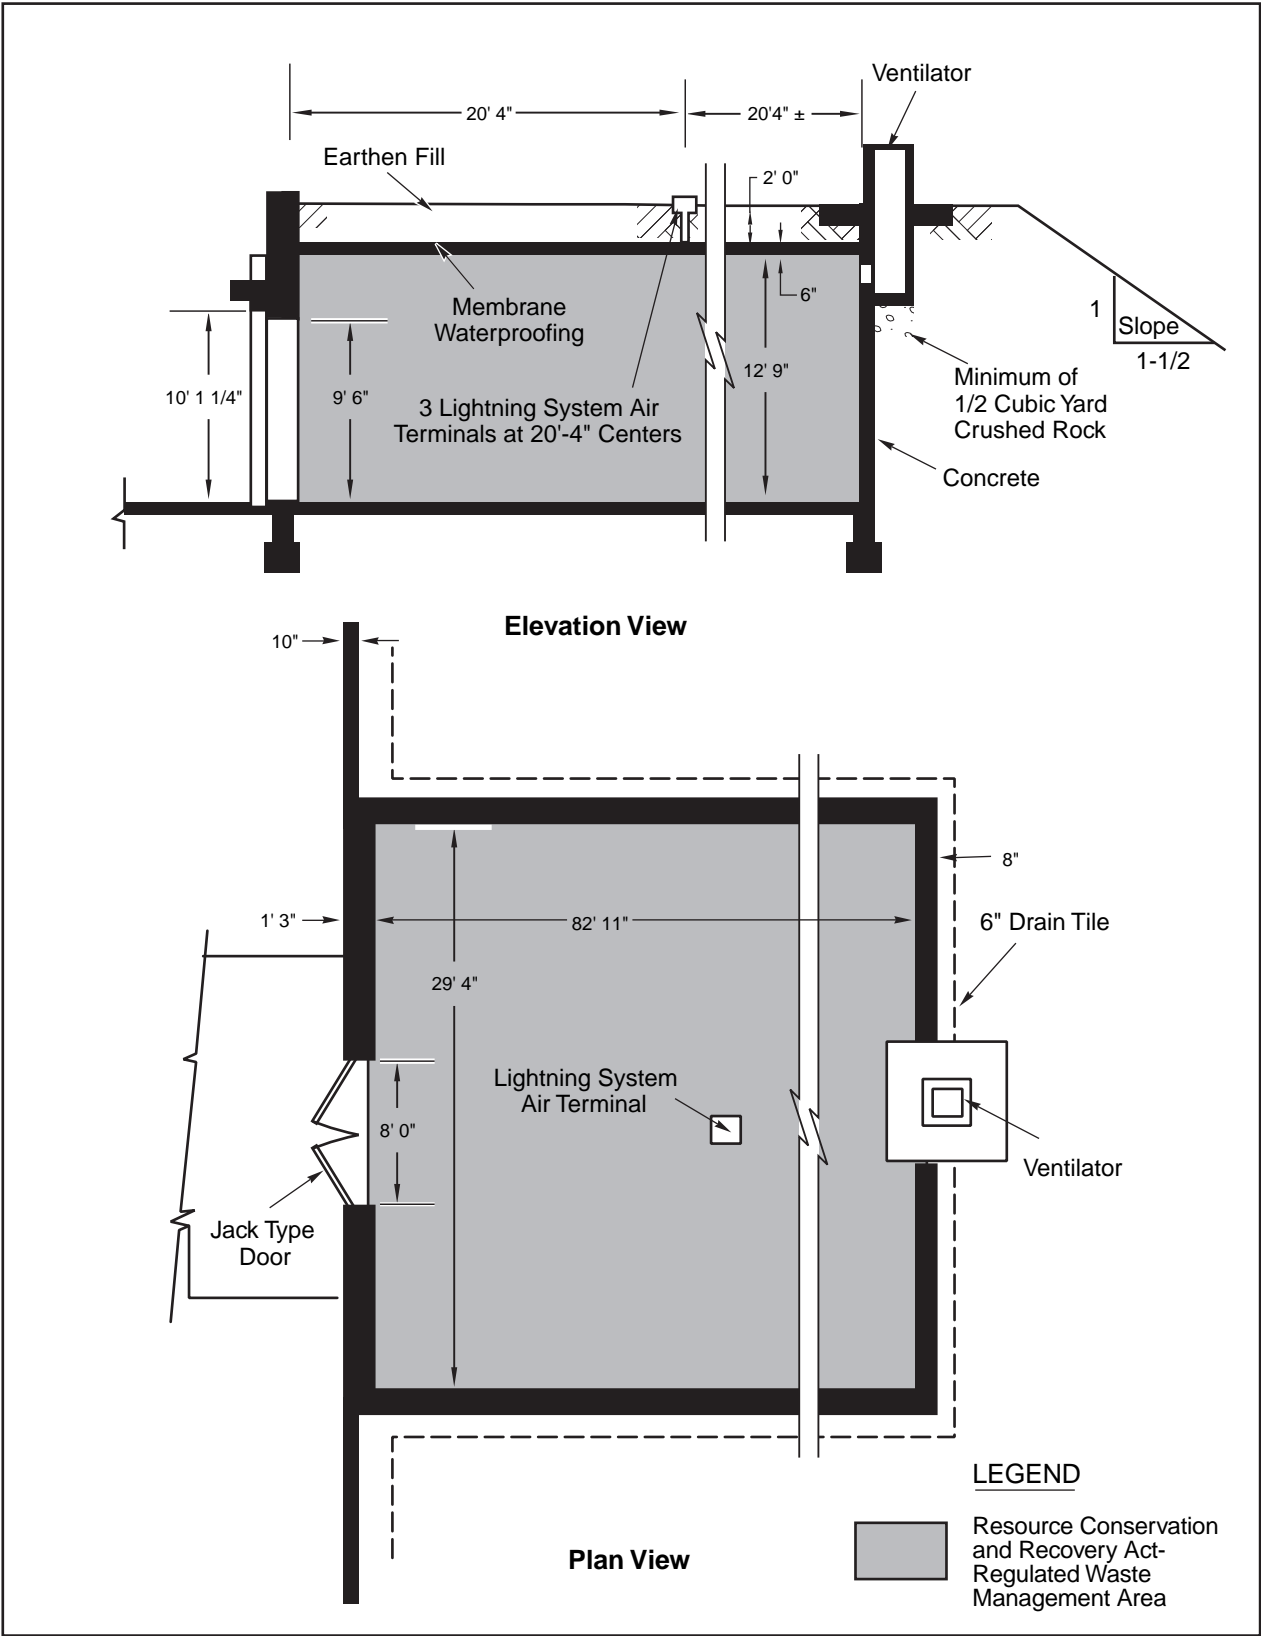 Ventilator
20' 4"
20'4" ±
Earthen Fill
2' 0"
6"
Membrane
Waterproofing
1
Slope
1-1/2
10' 1 1/4"
9' 6"
12' 9"
3 Lightning System Air
Terminals at 20'-4" Centers
Minimum of
1/2 Cubic Yard
Crushed Rock
Concrete
Elevation View
10"
8"
1' 3"
82' 11"
6" Drain Tile
29' 4"
Lightning System
Air Terminal
8' 0"
Ventilator
Jack Type
Door
LEGEND
Resource Conservation
and Recovery Act-
Regulated Waste
Management Area
Plan View